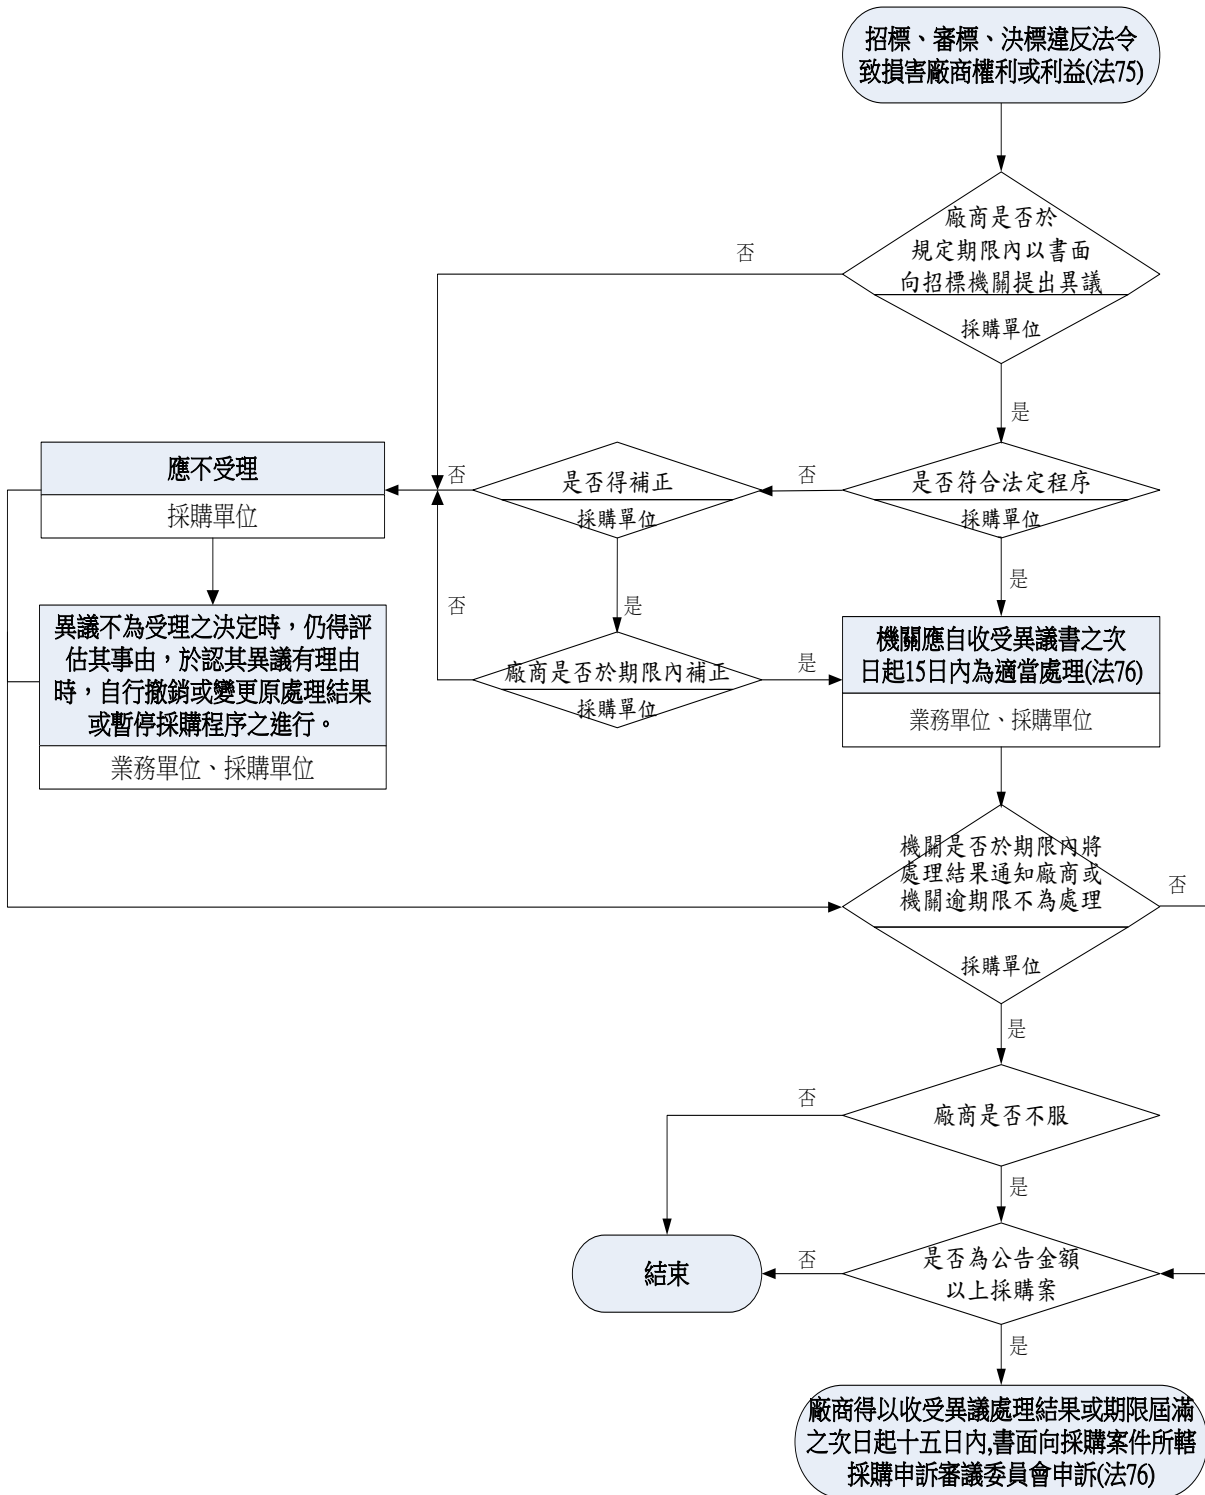 招標、審標、決標違反法令
致損害廠商權利或利益(法75)
廠商是否於
規定期限內以書面
向招標機關提出異議
採購單位
否
是
是否符合法定程序
採購單位
否
是否得補正
採購單位
否
應不受理
採購單位
是
是
否
異議不為受理之決定時，仍得評
估其事由，於認其異議有理由
時，自行撤銷或變更原處理結果
或暫停採購程序之進行。
業務單位、採購單位
廠商是否於期限內補正
採購單位
是
機關應自收受異議書之次
日起15日內為適當處理(法76)
業務單位、採購單位
機關是否於期限內將
處理結果通知廠商或
機關逾期限不為處理
採購單位
否
是
廠商是否不服
否
是
是否為公告金額
以上採購案
否
結束
是
廠商得以收受異議處理結果或期限屆滿
之次日起十五日內,書面向採購案件所轄
採購申訴審議委員會申訴(法76)